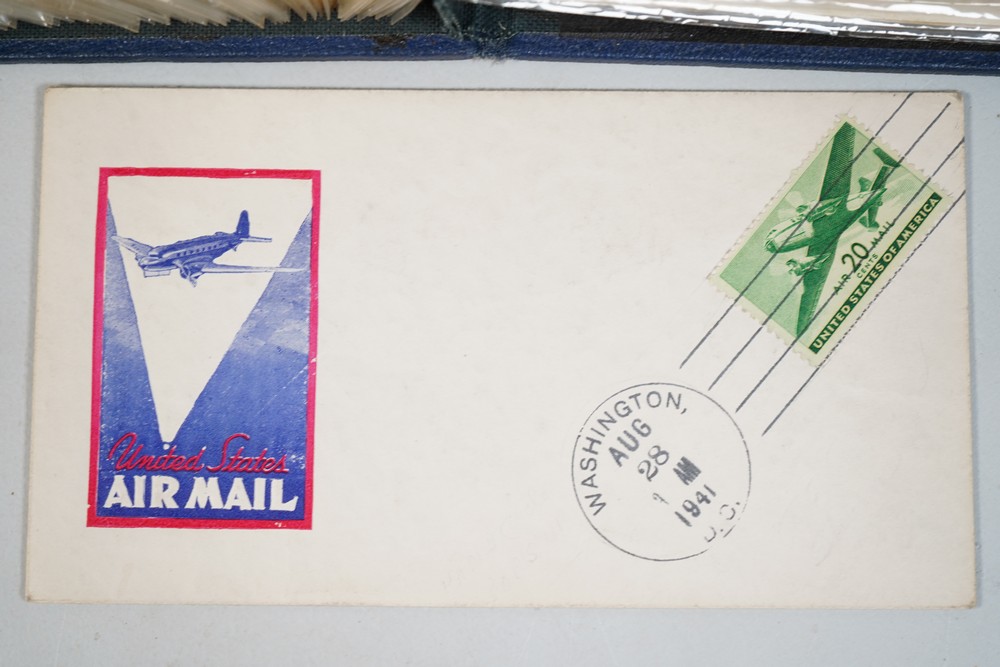 United States
AIR MAIL
AIR 20 MAIL
CENTS
UNITED STATES OF AMERICA
WASHINGTON,
AUG
28
AM
1941
D.C.